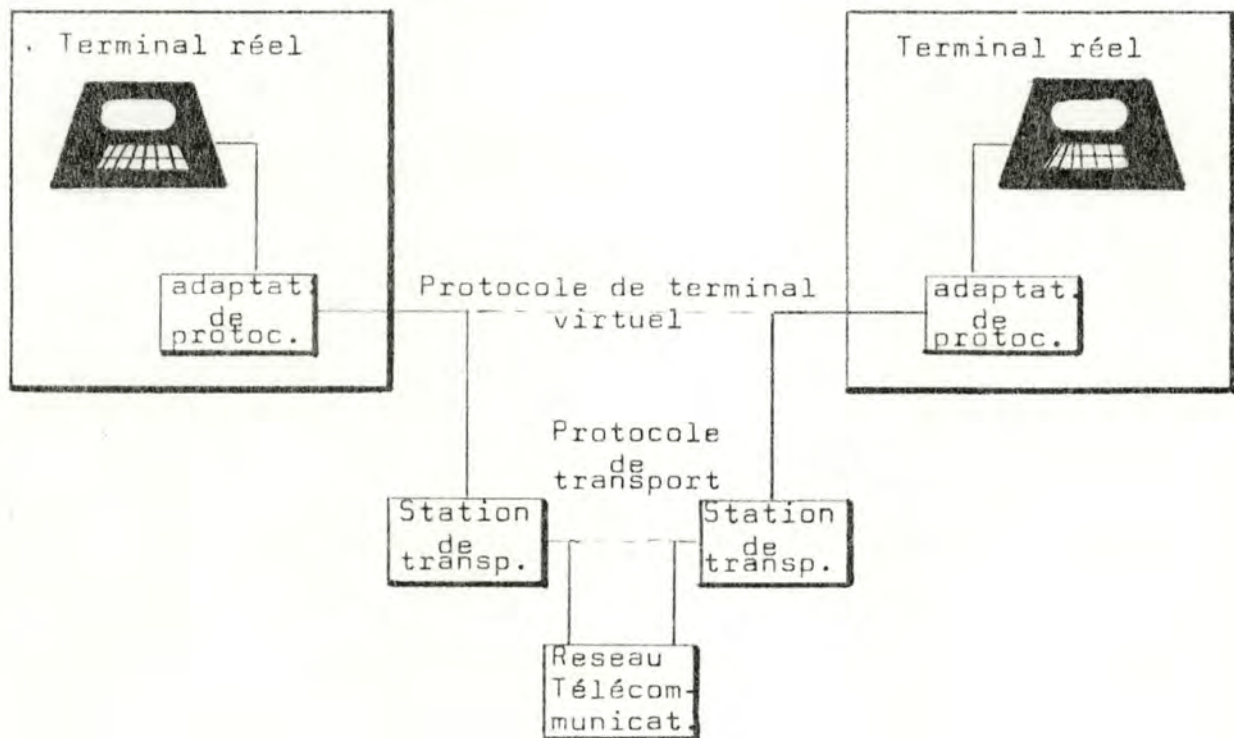 Terminal réel
Terminal réel
adaptat.
de
protoc.
Protocole de terminal
virtuel
adaptat.
de
protoc.
Protocole
de
transport
Station
de
transp.
Station
de
transp.
Reseau
Télécom-
municat.